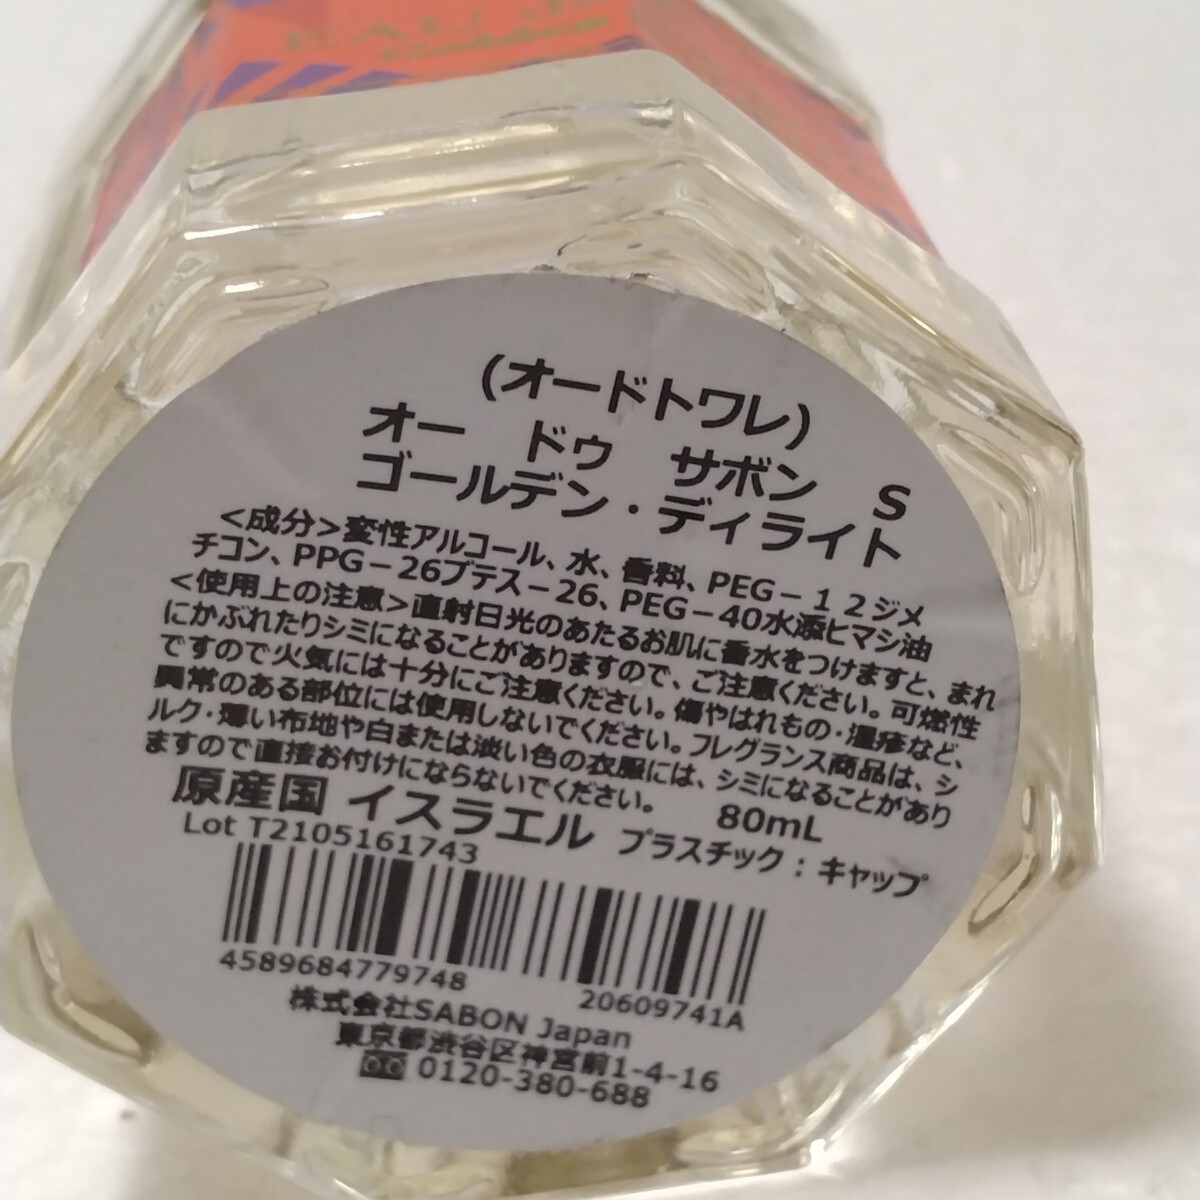 (オードトワレ)
オー　ドゥ　サボン　S
ゴールデン・ディライト
<成分>変性アルコール、水、香料、PEG－１２ジメ
チコン、PPG－26ブテス－26、PEG－40水添ヒマシ油
<使用上の注意>直射日光のあたるお肌に香水をつけますと、まれ
にかぶれたりシミになることがありますので、ご注意ください。可燃性
ですので火気には十分にご注意ください。傷やはれもの・湿疹など、
異常のある部位には使用しないでください。フレグランス商品は、シ
ルク・薄い布地や白または淡い色の衣服には、シミになることがあり
ますので直接お付けにならないでください。 80mL
原産国 イスラエル プラスチック：キャップ
Lot T2105161743
4589684779748 20609741A
株式会社SABON Japan
東京都渋谷区神宮前1-4-16
0120-380-688